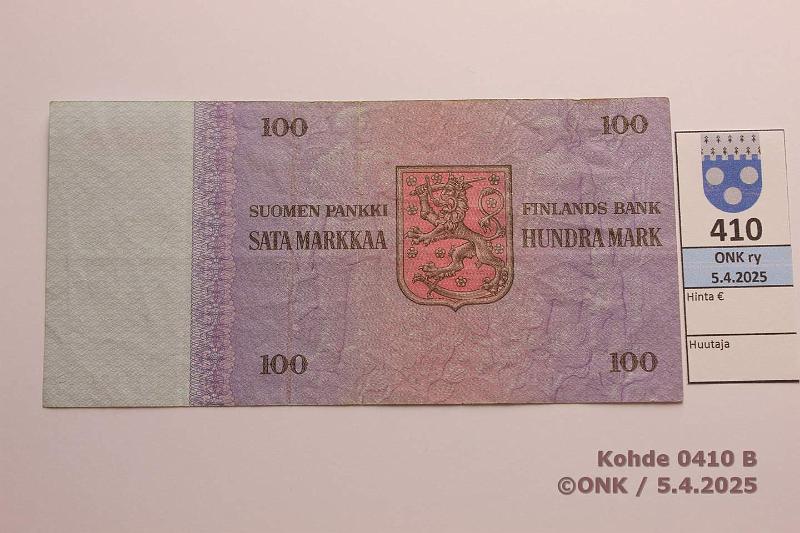 100
100
SUOMEN PANKKI
SATA MARKKAA
FINLANDS BANK
HUNDRA MARK
100
100
410
ONK ry
5.4.2025
Hinta €
Huutaja
Kohde 0410 B
©ONK / 5.4.2025